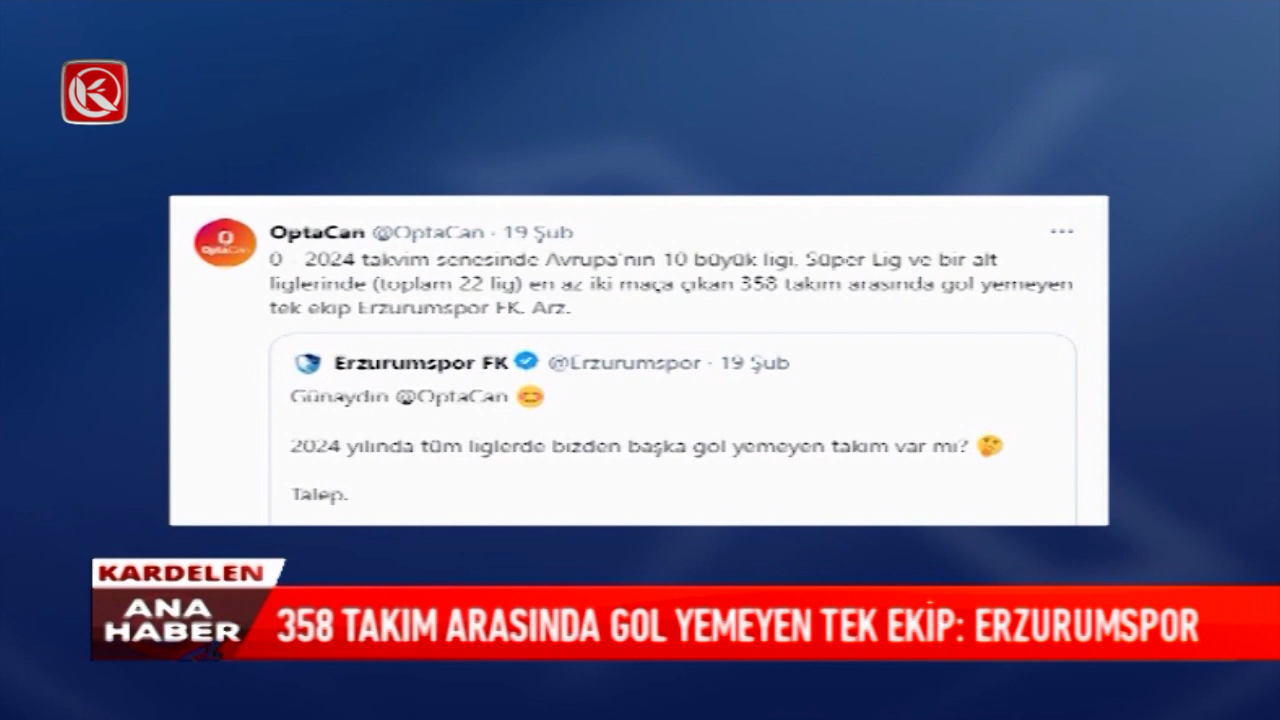 OptaCan @OptaCan · 19 Şub
0 - 2024 takvim senesinde Avrupa'nın 10 büyük ligi, Süper Lig ve bir alt
liglerinde (toplam 22 lig) en az iki maça çıkan 358 takım arasında gol yemeyen
tek ekip Erzurumspor FK. Arz.
Erzurumspor FK @Erzurumspor · 19 Şub
Günaydın @OptaCan 😊
2024 yılında tüm liglerde bizden başka gol yemeyen takım var mı? 🤔
Talep.
KARDELEN
ANA
HABER
358 TAKIM ARASINDA GOL YEMEYEN TEK EKİP: ERZURUMSPOR